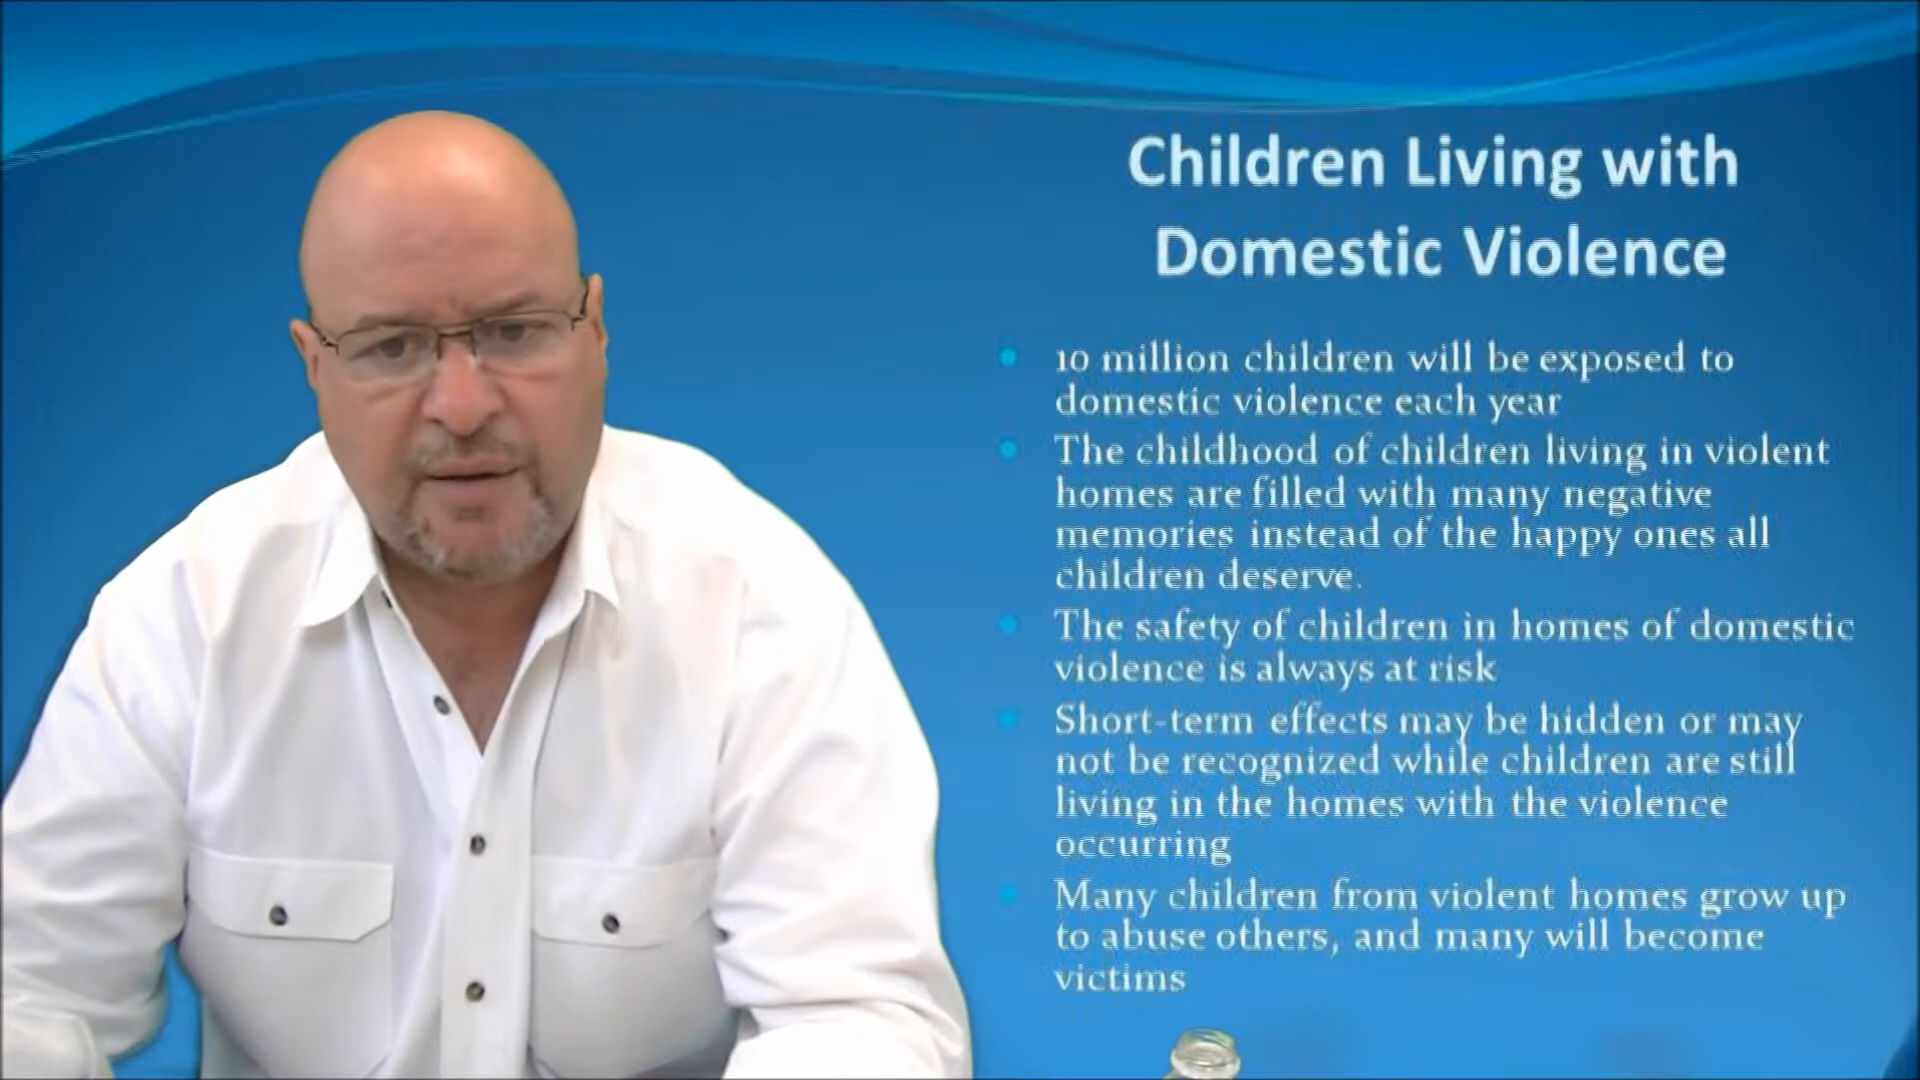 Children Living with
Domestic Violence
10 million children will be exposed to
domestic violence each year
The childhood of children living in violent
homes are filled with many negative
memories instead of the happy ones all
children deserve.
The safety of children in homes of domestic
violence is always at risk
Short-term effects may be hidden or may
not be recognized while children are still
living in the homes with the violence
occurring
Many children from violent homes grow up
to abuse others, and many will become
victims